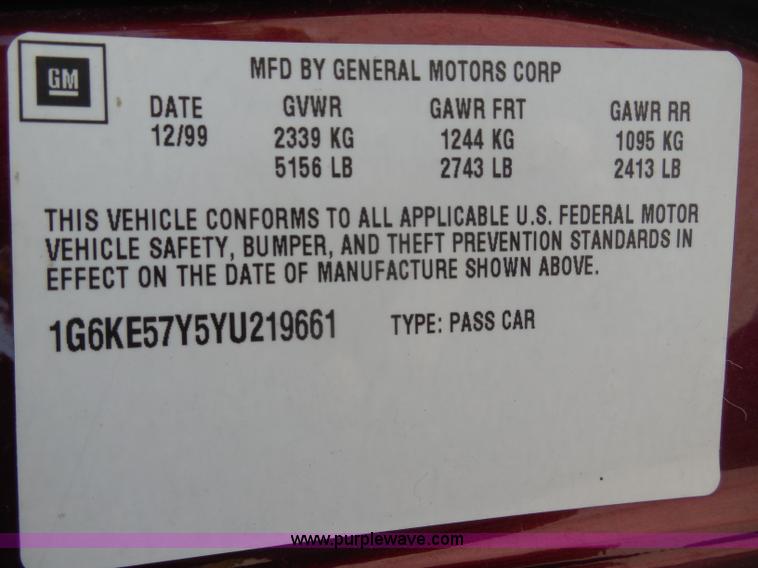 GM
MFD BY GENERAL MOTORS CORP
DATE GVWR GAWR FRT GAWR RR
12/99 2339 KG 1244 KG 1095 KG
5156 LB 2743 LB 2413 LB
THIS VEHICLE CONFORMS TO ALL APPLICABLE U.S. FEDERAL MOTOR
VEHICLE SAFETY, BUMPER, AND THEFT PREVENTION STANDARDS IN
EFFECT ON THE DATE OF MANUFACTURE SHOWN ABOVE.
1G6KE57Y5YU219661 TYPE: PASS CAR
www.purplewave.com